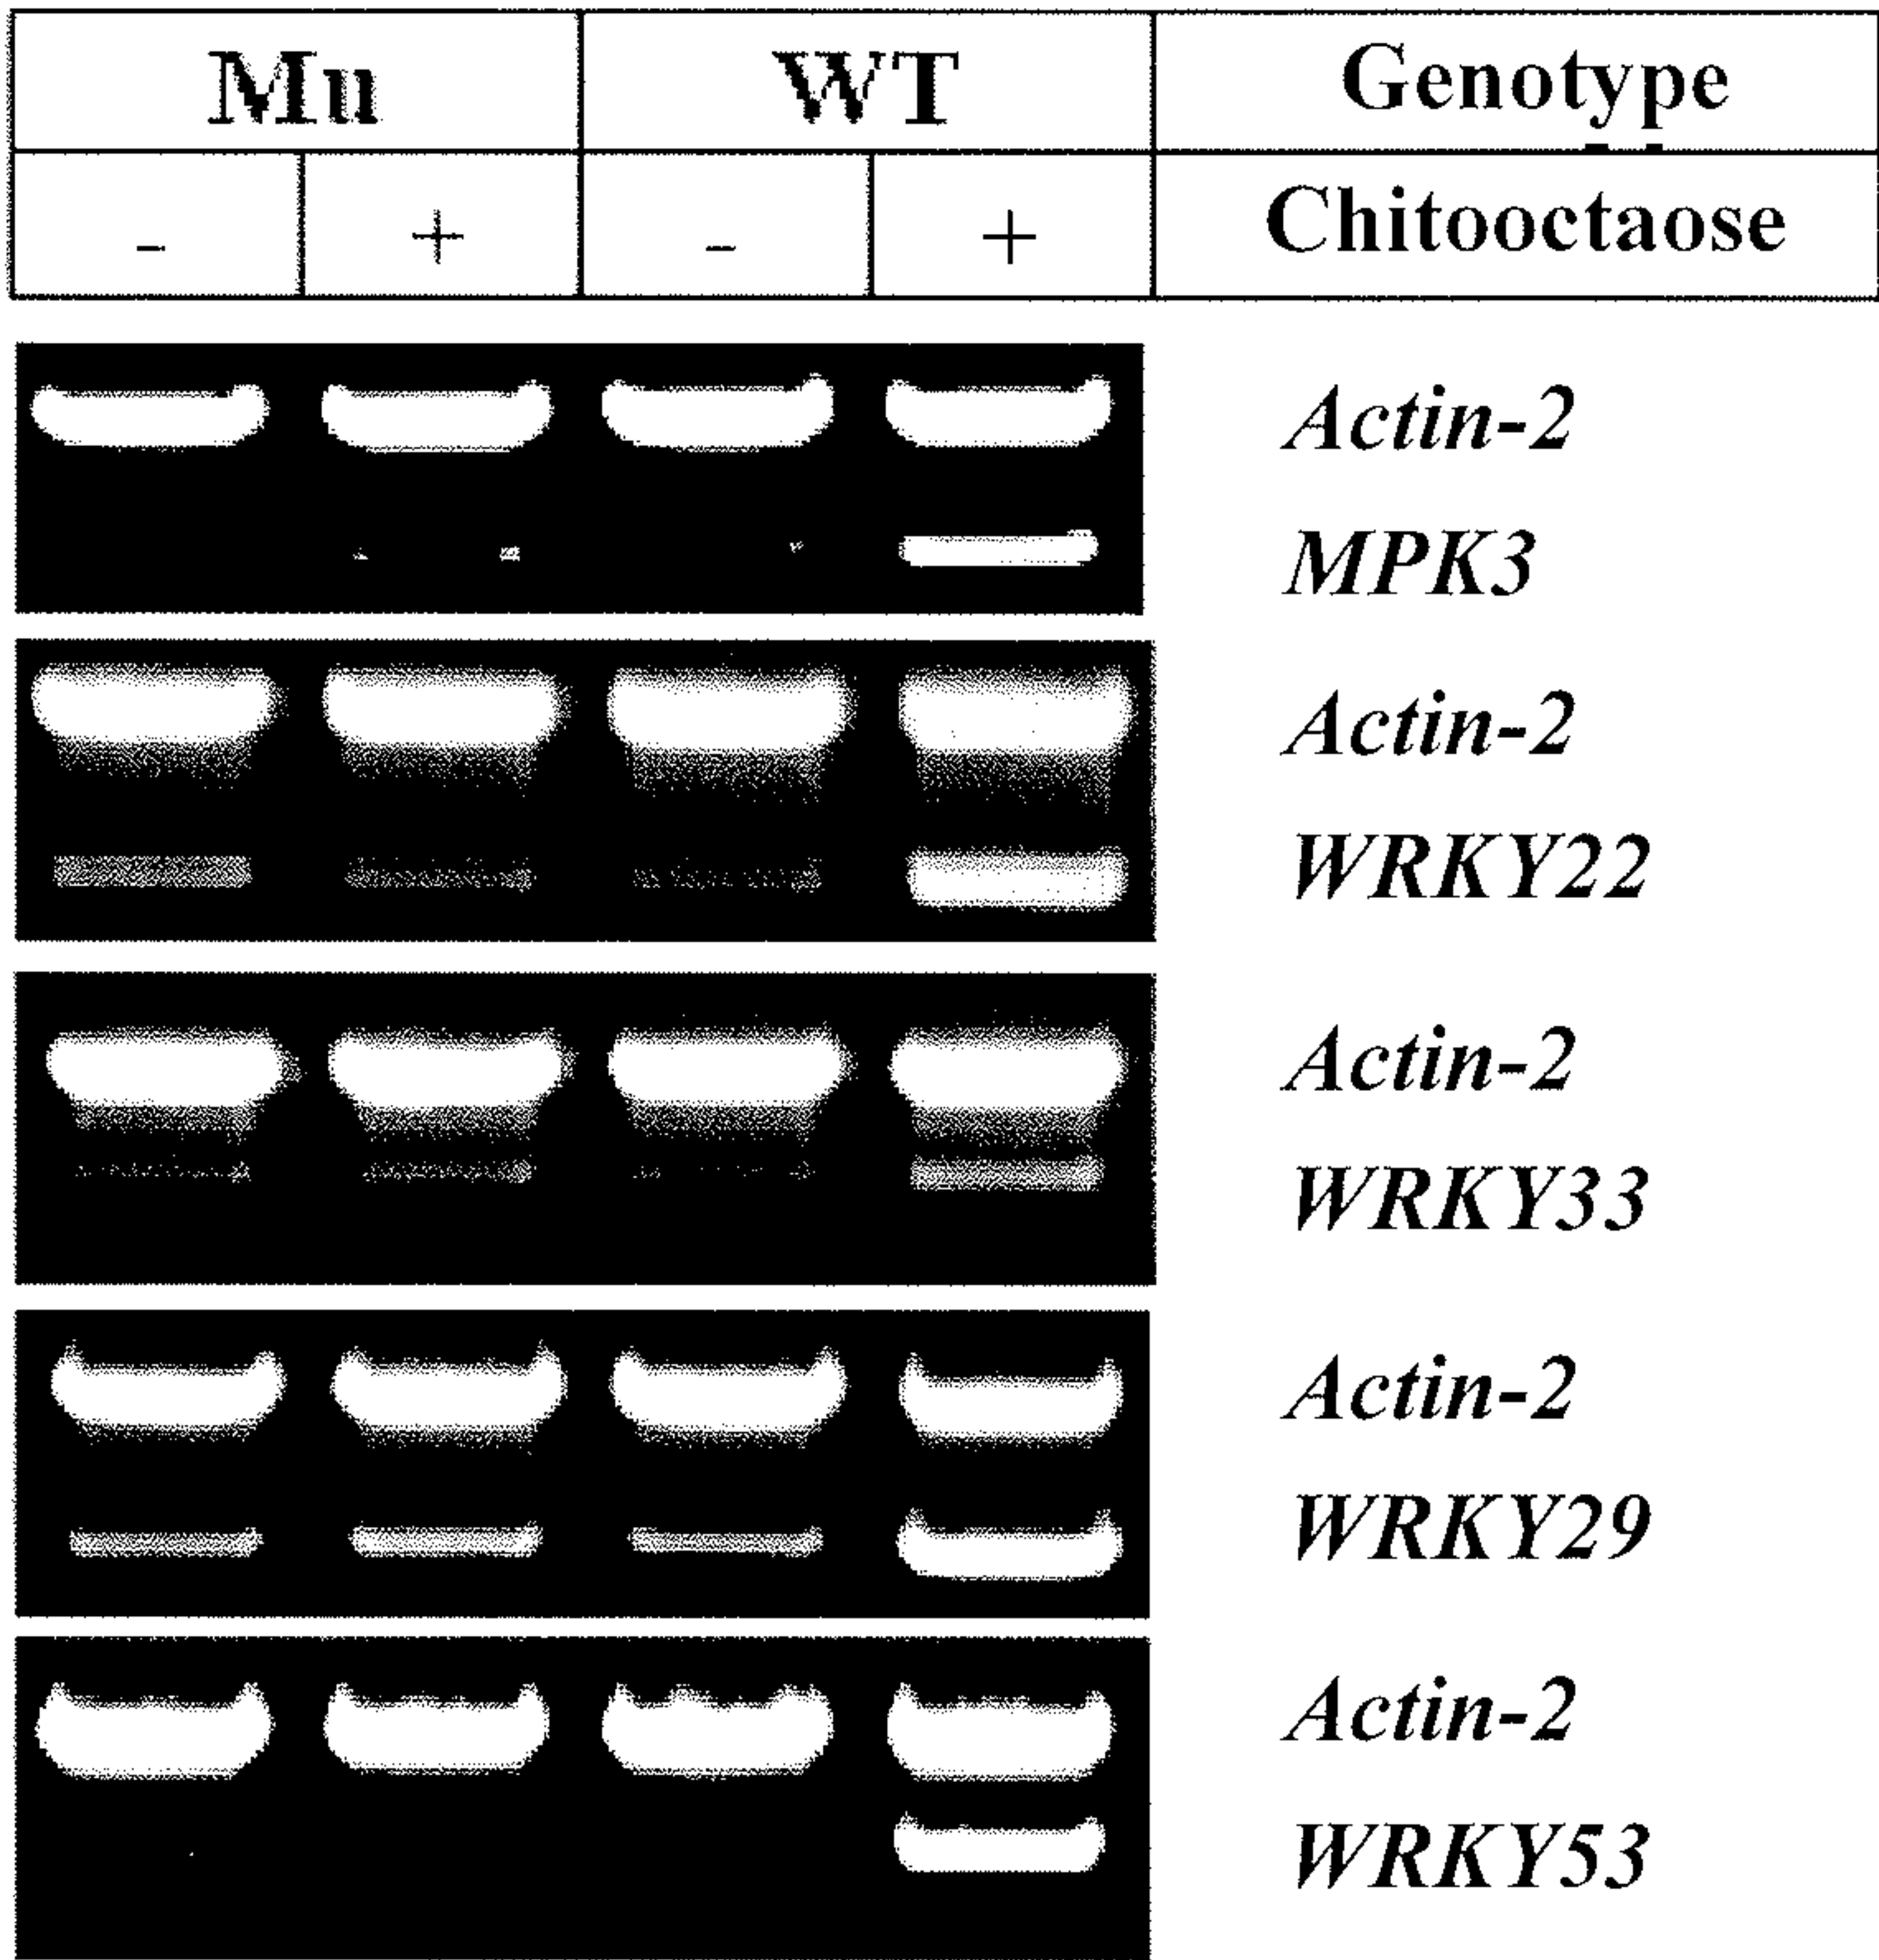 Mu WT Genotype
- + - + Chitooctaose
Actin-2
MPK3
Actin-2
WRKY22
Actin-2
WRKY33
Actin-2
WRKY29
Actin-2
WRKY53